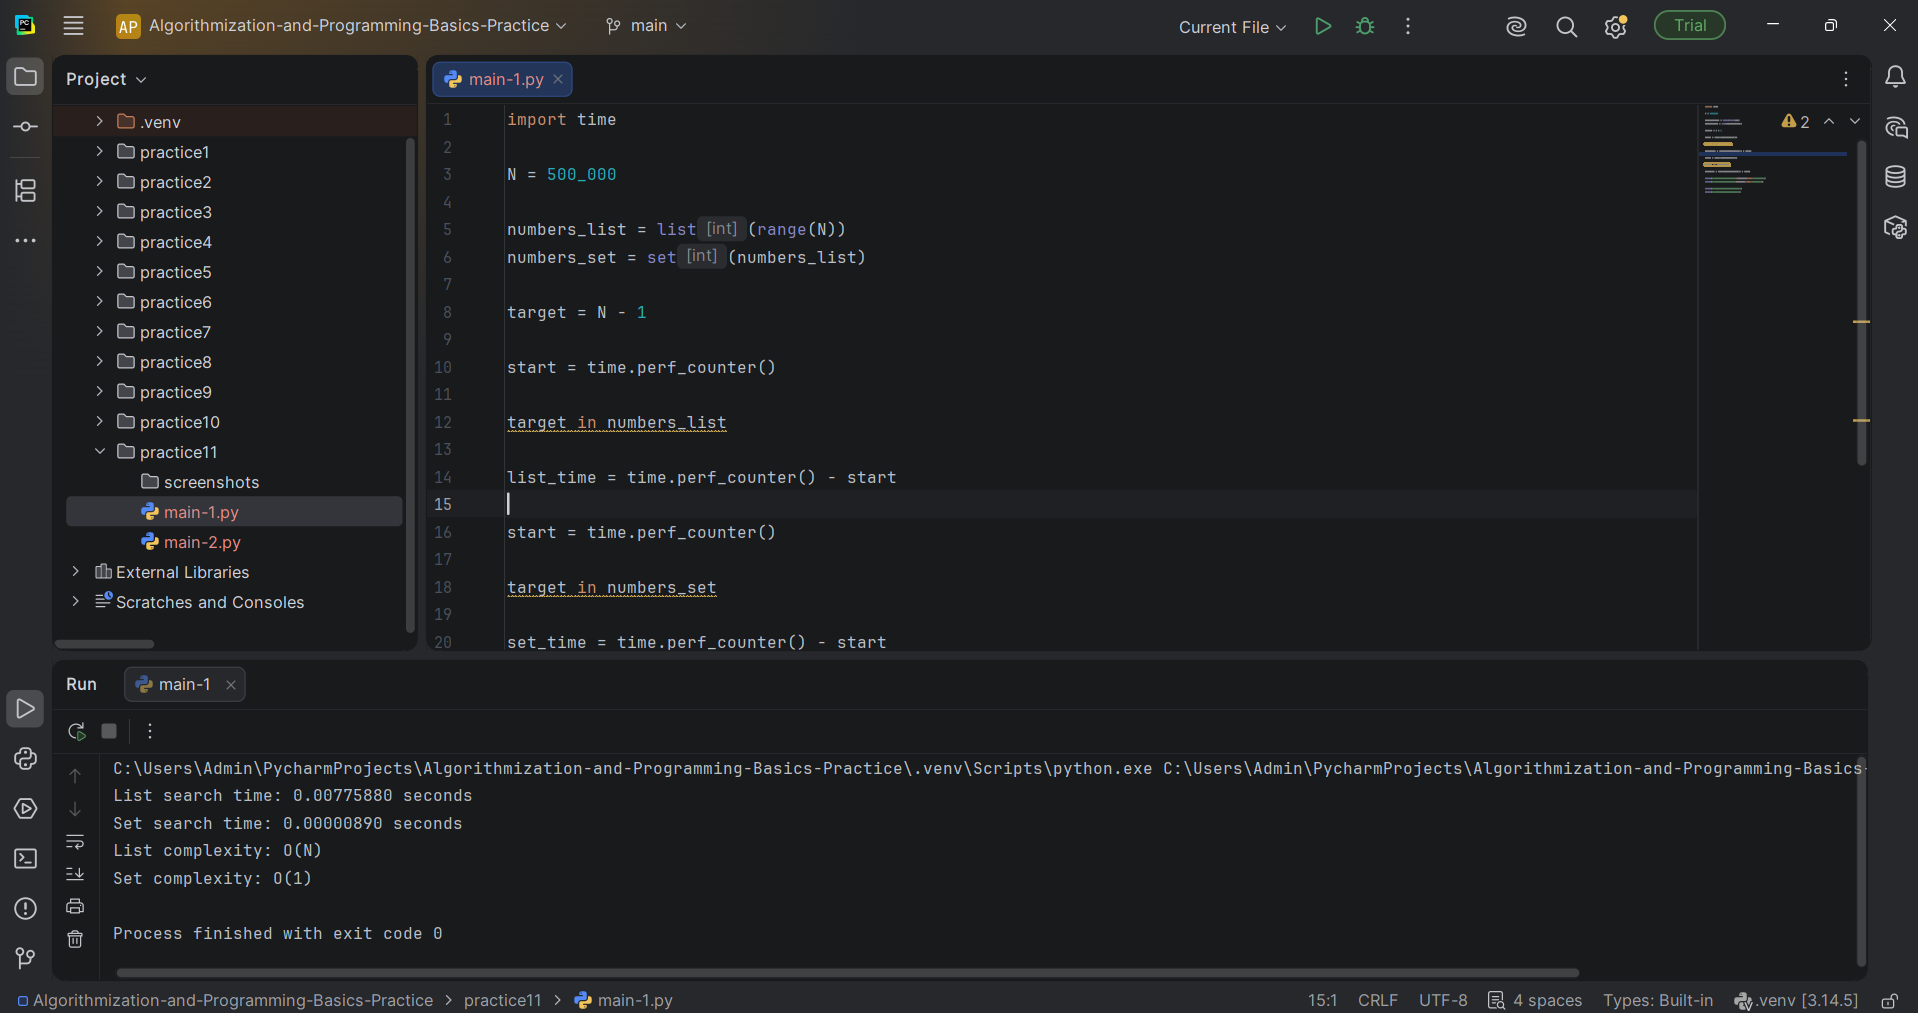 PC
AP Algorithmization-and-Programming-Basics-Practice main Current File Trial
Project
.venv
practice1
practice2
practice3
practice4
practice5
practice6
practice7
practice8
practice9
practice10
practice11
screenshots
main-1.py
main-2.py
External Libraries
Scratches and Consoles
main-1.py
2
1 import time
2
3 N = 500_000
4
5 numbers_list = list[int](range(N))
6 numbers_set = set[int](numbers_list)
7
8 target = N - 1
9
10 start = time.perf_counter()
11
12 target in numbers_list
13
14 list_time = time.perf_counter() - start
15
16 start = time.perf_counter()
17
18 target in numbers_set
19
20 set_time = time.perf_counter() - start
Run main-1
C:\Users\Admin\PycharmProjects\Algorithmization-and-Programming-Basics-Practice\.venv\Scripts\python.exe C:\Users\Admin\PycharmProjects\Algorithmization-and-Programming-Basics-
List search time: 0.00775880 seconds
Set search time: 0.00000890 seconds
List complexity: O(N)
Set complexity: O(1)
Process finished with exit code 0
Algorithmization-and-Programming-Basics-Practice > practice11 > main-1.py 15:1 CRLF UTF-8 4 spaces Types: Built-in .venv [3.14.5]